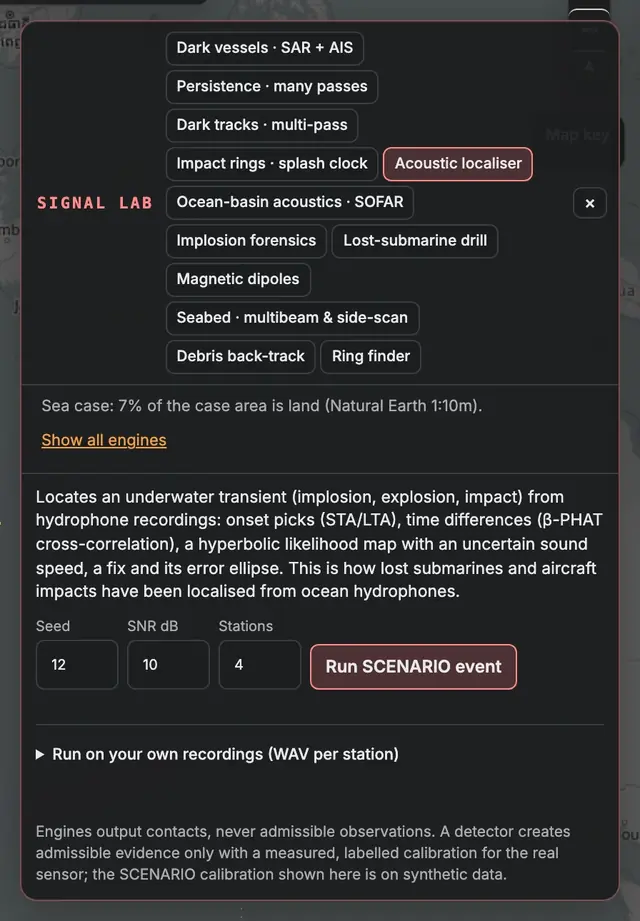 Dark vessels · SAR + AIS
Persistence · many passes
Dark tracks · multi-pass
Map key
Impact rings · splash clock
Acoustic localiser
SIGNAL LAB
Ocean-basin acoustics · SOFAR
×
Implosion forensics
Lost-submarine drill
Magnetic dipoles
Seabed · multibeam & side-scan
Debris back-track
Ring finder
Sea case: 7% of the case area is land (Natural Earth 1:10m).
Show all engines
Locates an underwater transient (implosion, explosion, impact) from
hydrophone recordings: onset picks (STA/LTA), time differences (β-PHAT
cross-correlation), a hyperbolic likelihood map with an uncertain sound
speed, a fix and its error ellipse. This is how lost submarines and aircraft
impacts have been localised from ocean hydrophones.
Seed
SNR dB
Stations
12
10
4
Run SCENARIO event
▶ Run on your own recordings (WAV per station)
Engines output contacts, never admissible observations. A detector creates
admissible evidence only with a measured, labelled calibration for the real
sensor; the SCENARIO calibration shown here is on synthetic data.